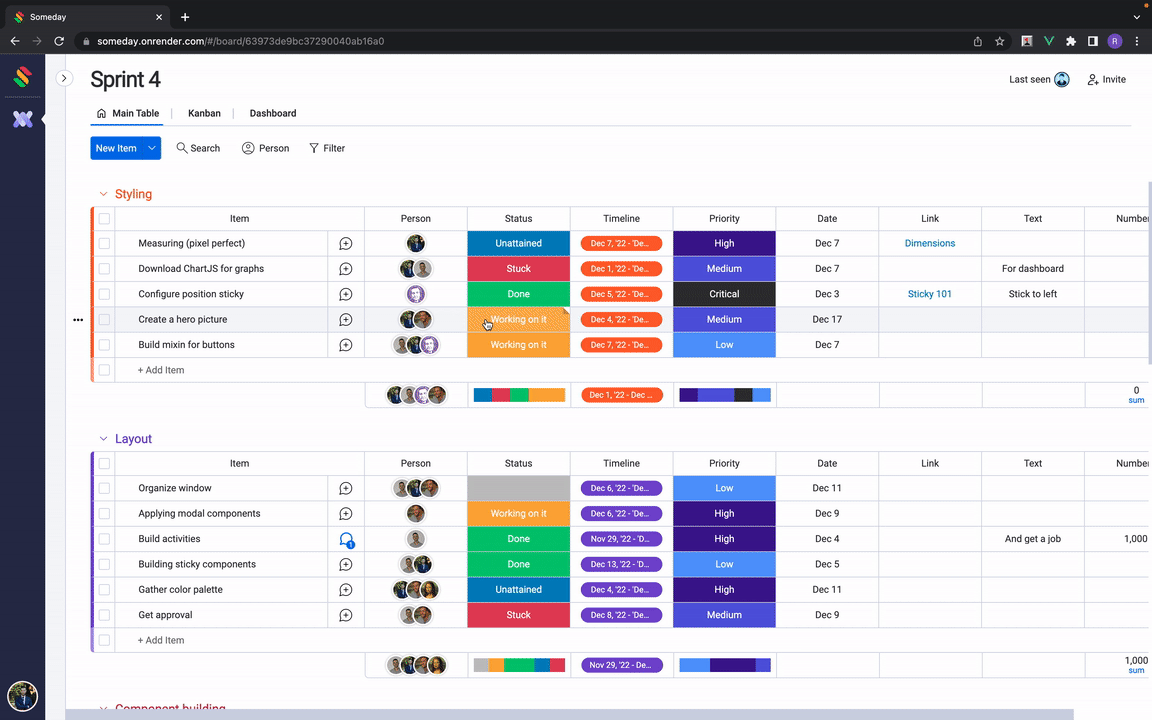 Someday
someday.onrender.com/#/board/63973de9bc37290040ab16a0
R
Sprint 4
Last seen
Invite
Main Table
Kanban
Dashboard
New Item
Search
Person
Filter
Styling
Item Person Status Timeline Priority Date Link Text Number
Measuring (pixel perfect) Unattained Dec 7, '22 - 'De... High Dec 7 Dimensions
Download ChartJS for graphs Stuck Dec 1, '22 - 'De... Medium Dec 7 For dashboard
Configure position sticky Done Dec 5, '22 - 'De... Critical Dec 3 Sticky 101 Stick to left
Create a hero picture Working on it Dec 4, '22 - 'De... Medium Dec 17
Build mixin for buttons Working on it Dec 7, '22 - 'De... Low Dec 7
+ Add Item
Dec 1, '22 - Dec ... 0
sum
Layout
Item Person Status Timeline Priority Date Link Text Number
Organize window Dec 6, '22 - 'De... Low Dec 11
Applying modal components Working on it Dec 6, '22 - 'De... High Dec 9
Build activities 1 Done Nov 29, '22 - 'D... High Dec 4 And get a job 1,000
Building sticky components Done Dec 13, '22 - 'D... Low Dec 5
Gather color palette Unattained Dec 4, '22 - 'De... High Dec 11
Get approval Stuck Dec 8, '22 - 'De... Medium Dec 9
+ Add Item
Nov 29, '22 - De... 1,000
sum
Component building